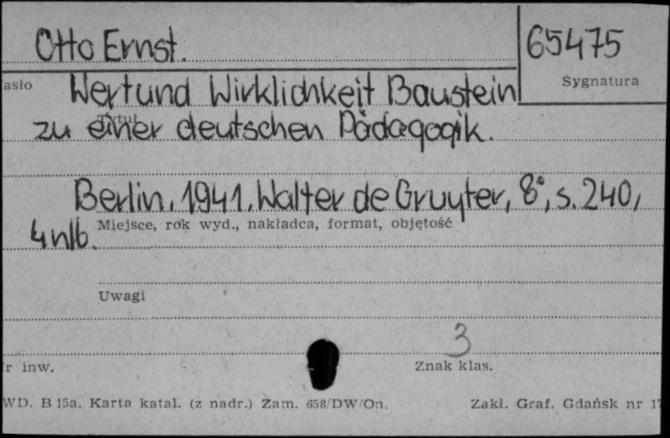 Otto Ernst.
65475
asło
Sygnatura
Wert und Wirklichkeit Baustein
zu einer deutschen Pädagogik.
Berlin, 1941. Walter de Gruyter, 8°, s. 240,
Miejsce, rok wyd., nakładca, format, objętość
4 nlb.
Uwagi
3
r inw.
Znak klas.
WD. B 15a. Karta katal. (z nadr.) Zam. 658/DW/On.
Zakł. Graf. Gdańsk nr 17